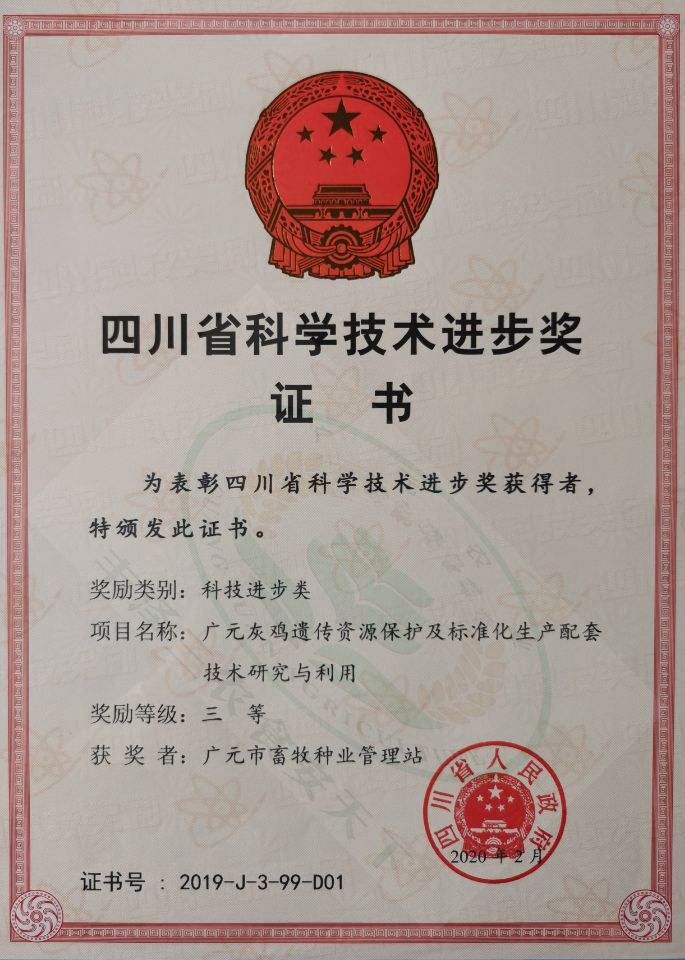 四川省科学技术进步奖
证 书
为表彰四川省科学技术进步奖获得者，
特颁发此证书。
奖励类别：科技进步类
项目名称：广元灰鸡遗传资源保护及标准化生产配套
技术研究与利用
奖励等级：三 等
获 奖 者：广元市畜牧种业管理站
四川省人民政府
2020 年 2 月
证书号 : 2019-J-3-99-D01